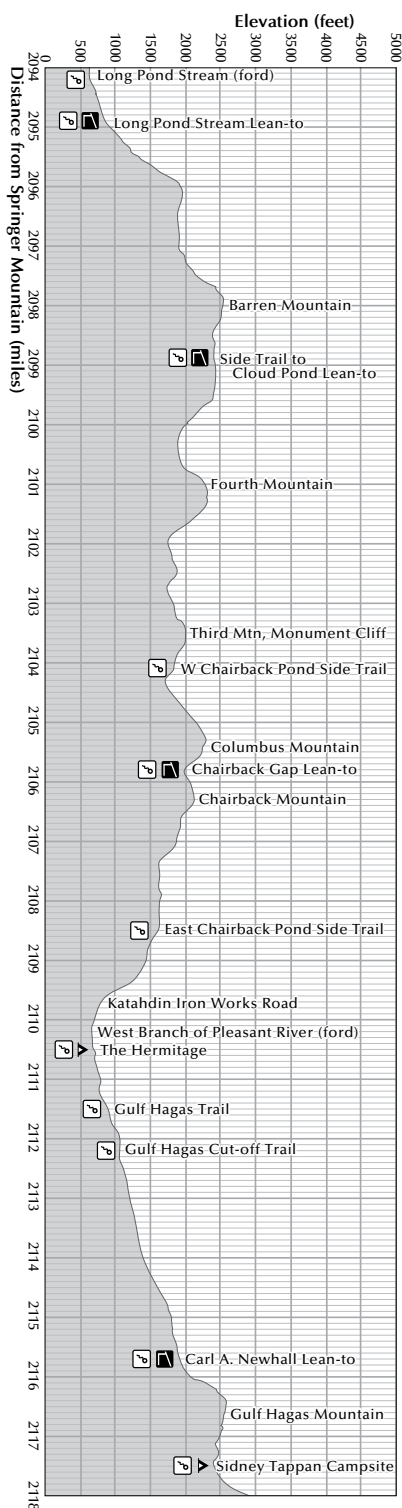 Elevation (feet)
0 500 1000 1500 2000 2500 3000 3500 4000 4500 5000
Distance from Springer Mountain (miles)
2094
Long Pond Stream (ford)
Long Pond Stream Lean-to
2095
2096
2097
2098
Barren Mountain
Side Trail to
2099
Cloud Pond Lean-to
2100
2101
Fourth Mountain
2102
2103
Third Mtn, Monument Cliff
2104
W Chairback Pond Side Trail
2105
Columbus Mountain
Chairback Gap Lean-to
2106
Chairback Mountain
2107
2108
East Chairback Pond Side Trail
2109
Katahdin Iron Works Road
2110
West Branch of Pleasant River (ford)
The Hermitage
2111
Gulf Hagas Trail
2112
Gulf Hagas Cut-off Trail
2113
2114
2115
Carl A. Newhall Lean-to
2116
Gulf Hagas Mountain
2117
Sidney Tappan Campsite
2118